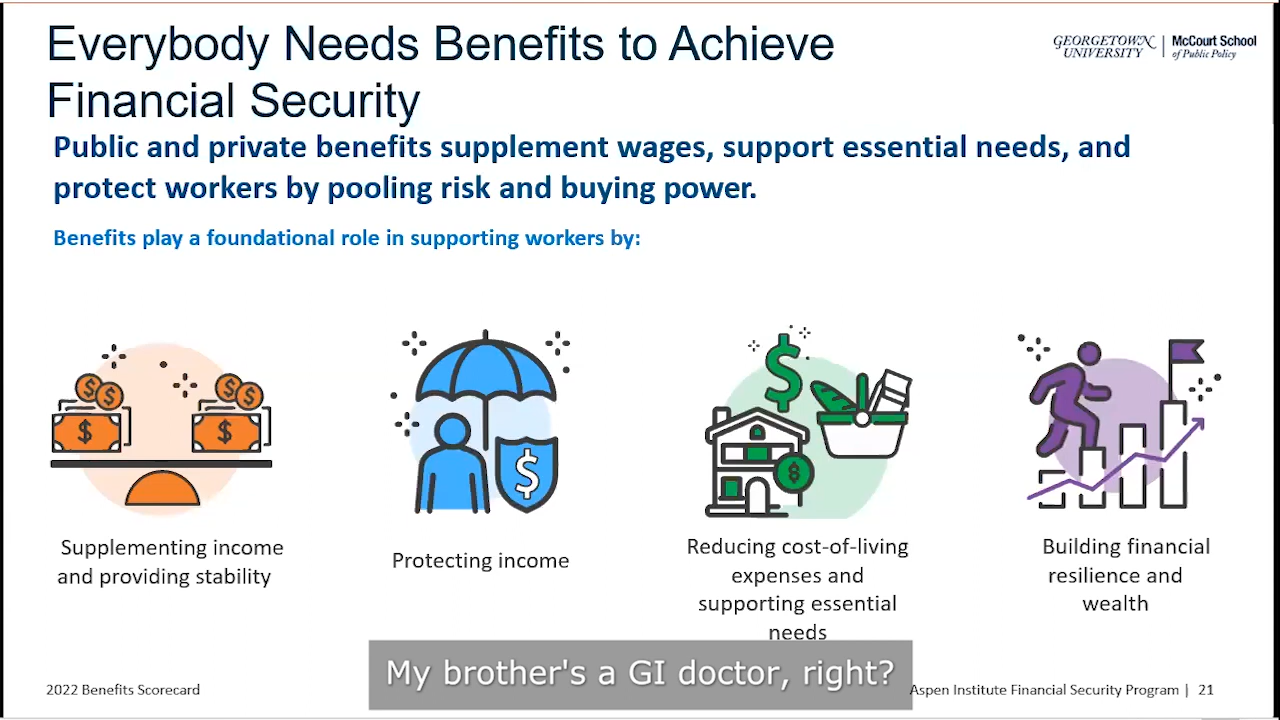 Everybody Needs Benefits to Achieve
Financial Security
GEORGETOWN
UNIVERSITY
McCourt School
of Public Policy
Public and private benefits supplement wages, support essential needs, and
protect workers by pooling risk and buying power.
Benefits play a foundational role in supporting workers by:
$ $ $ $
$ $
$
$
$
Supplementing income
and providing stability
Protecting income
Reducing cost-of-living
expenses and
supporting essential
needs
Building financial
resilience and
wealth
My brother's a GI doctor, right?
2022 Benefits Scorecard
Aspen Institute Financial Security Program | 21